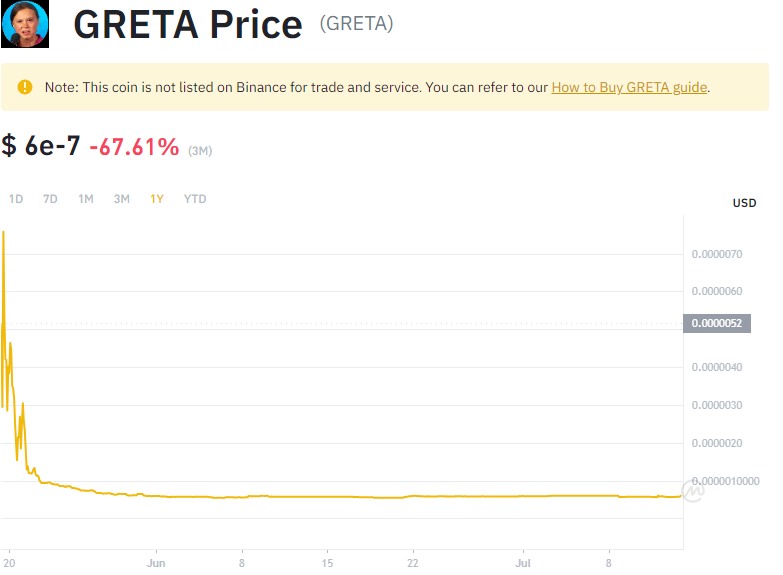 GRETA Price (GRETA)
Note: This coin is not listed on Binance for trade and service. You can refer to our How to Buy GRETA guide.
$ 6e-7 -67.61% (3M)
1D 7D 1M 3M 1Y YTD
USD
0.0000070
0.0000060
0.0000052
0.0000040
0.0000030
0.0000020
0.0000010000
20 Jun 8 15 22 Jul 8